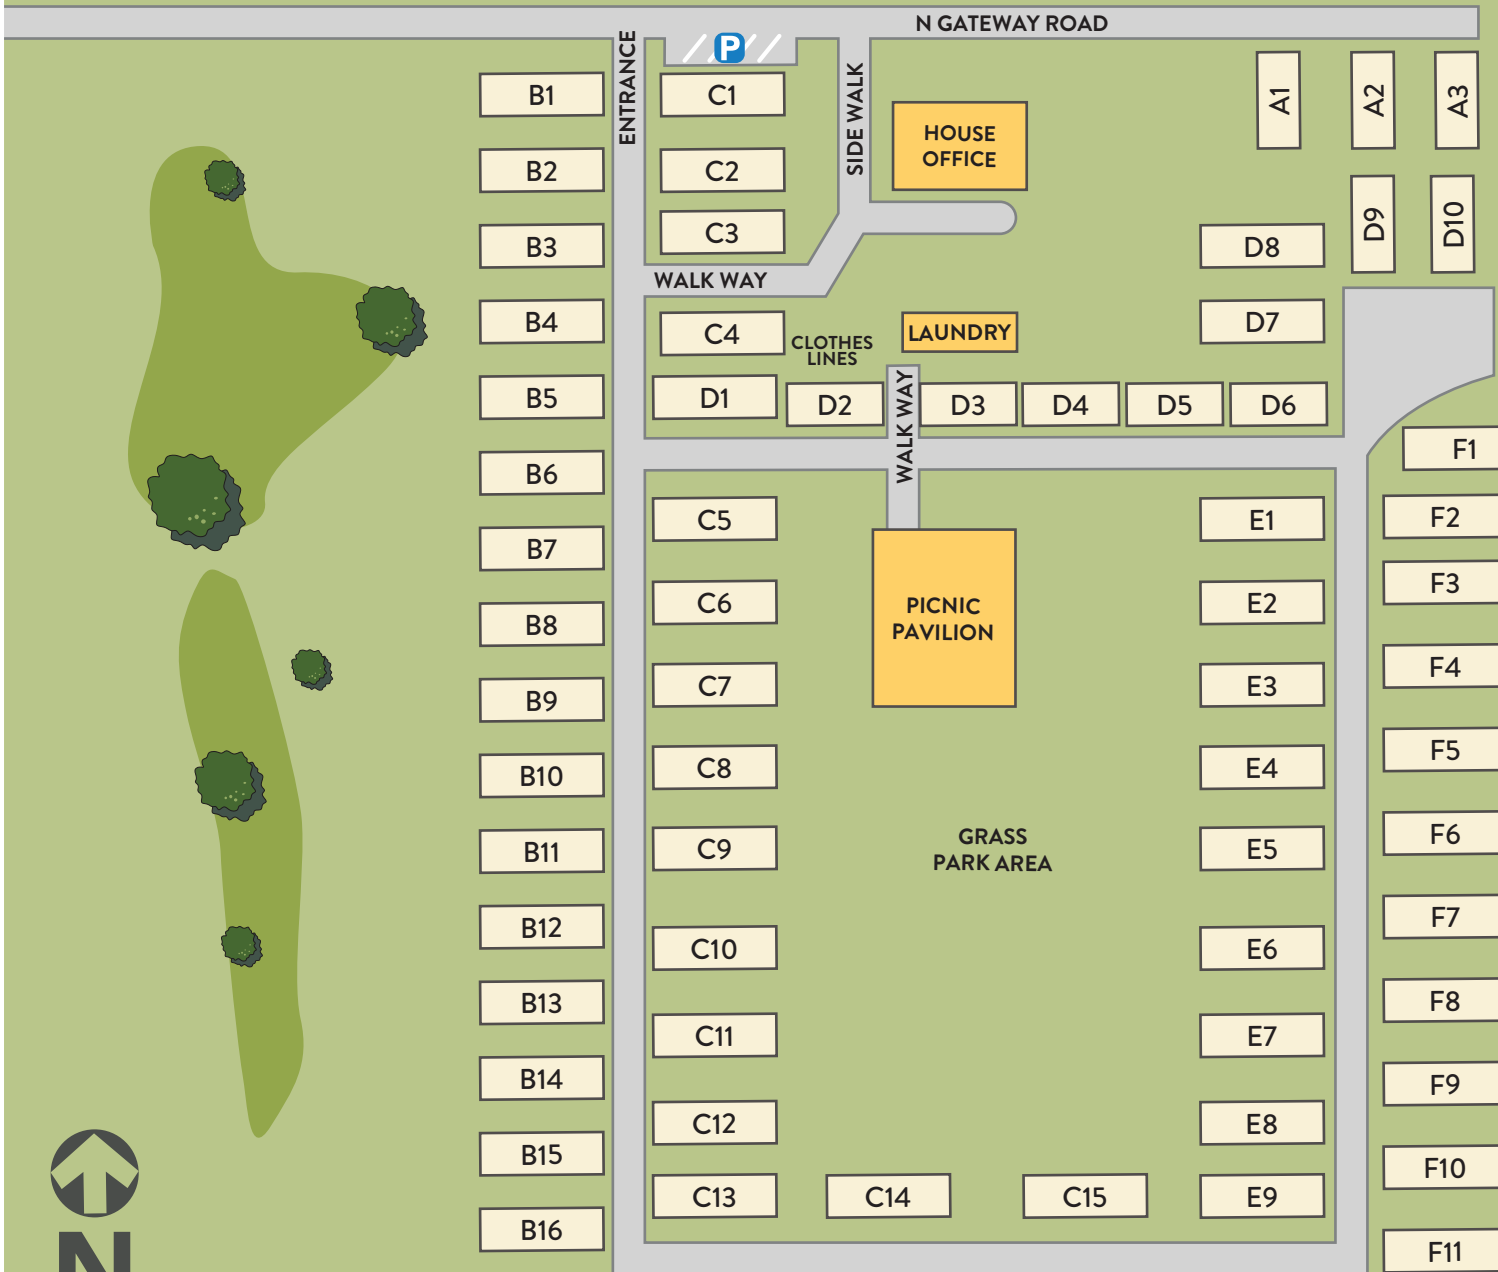 N GATEWAY ROAD
ENTRANCE
P
SIDE WALK
HOUSE
OFFICE
A1
A2
A3
B1
C1
B2
C2
B3
C3
D8
D9
D10
WALK WAY
B4
C4
CLOTHES
LINES
LAUNDRY
D7
B5
D1
D2
WALK WAY
D3
D4
D5
D6
F1
B6
C5
E1
F2
B7
C6
PICNIC
PAVILION
E2
F3
B8
C7
E3
F4
B9
C8
E4
F5
B10
C9
GRASS
PARK AREA
E5
F6
B11
B12
C10
E6
F7
B13
C11
E7
F8
B14
C12
E8
F9
B15
C13
C14
C15
E9
F10
B16
F11
N